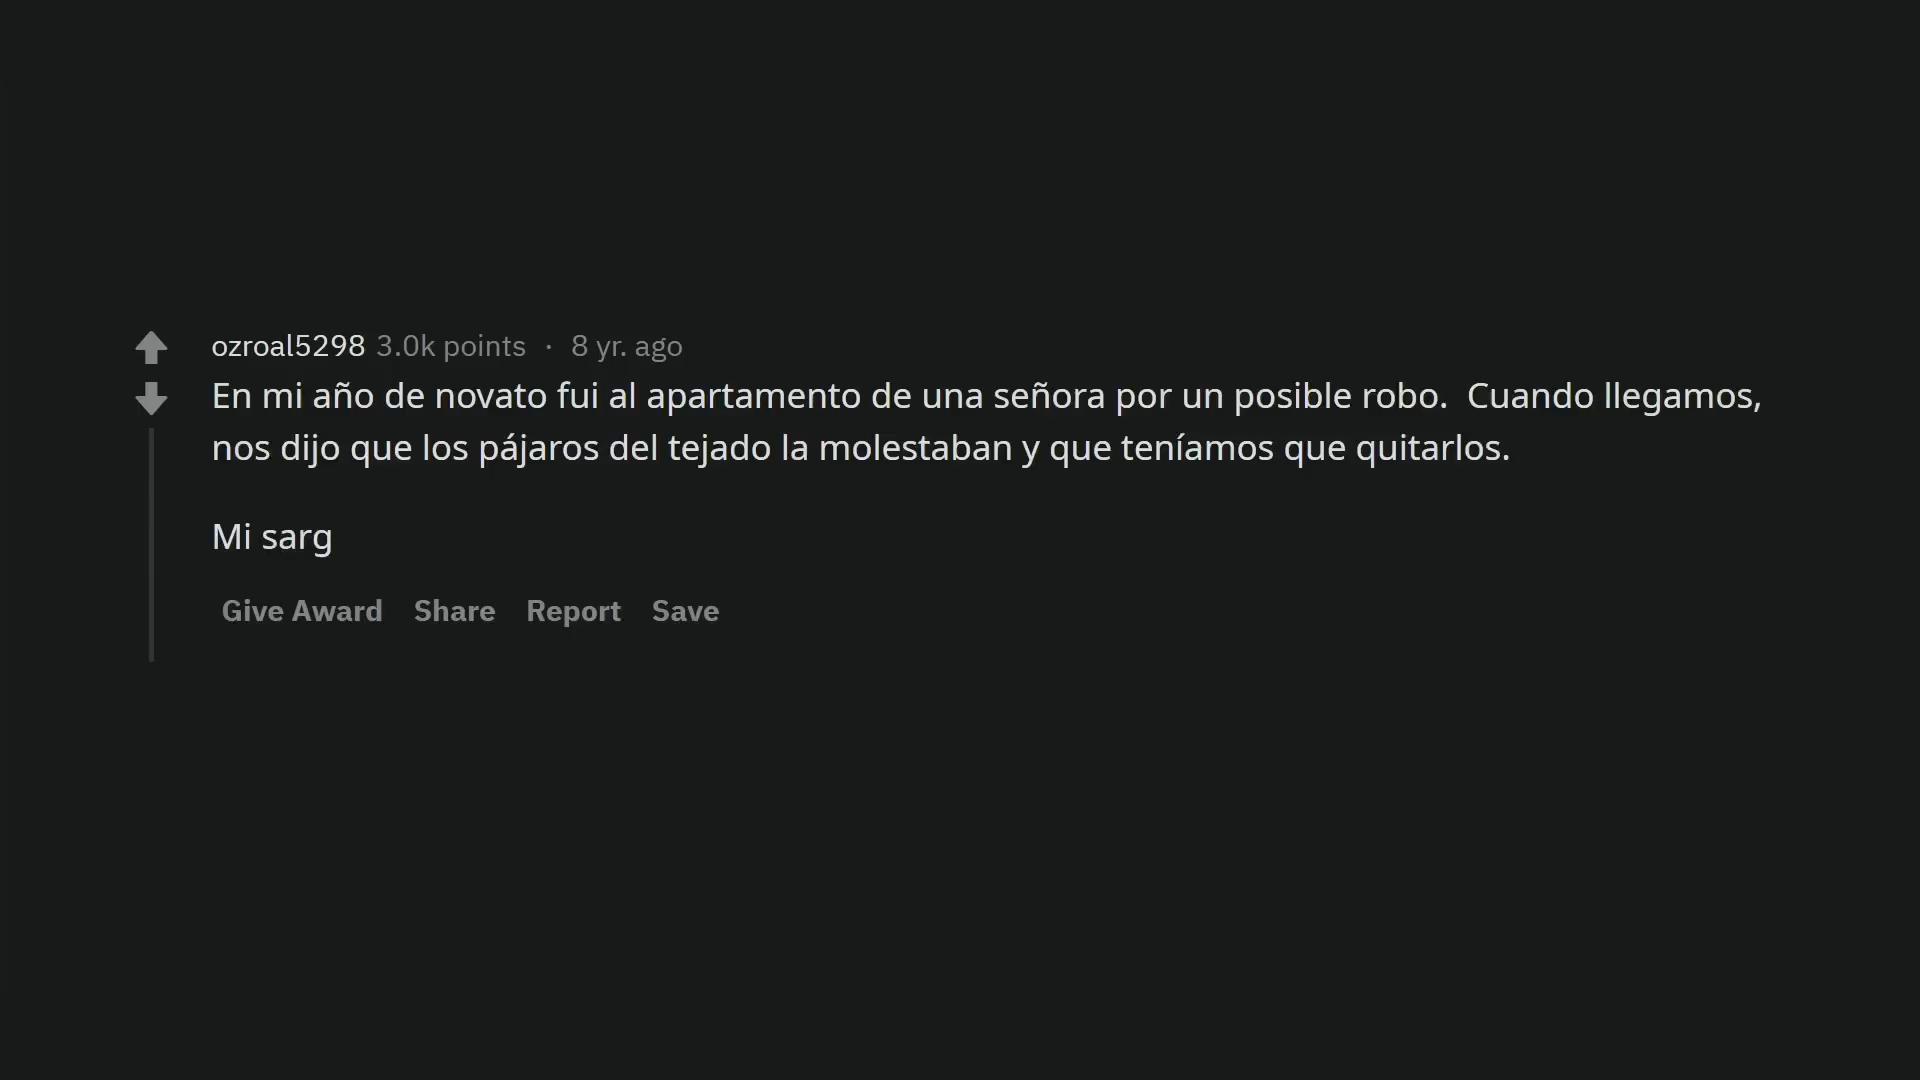 ozroal5298 3.0k points · 8 yr. ago
En mi año de novato fui al apartamento de una señora por un posible robo.  Cuando llegamos,
nos dijo que los pájaros del tejado la molestaban y que teníamos que quitarlos.
Mi sarg
Give Award Share Report Save